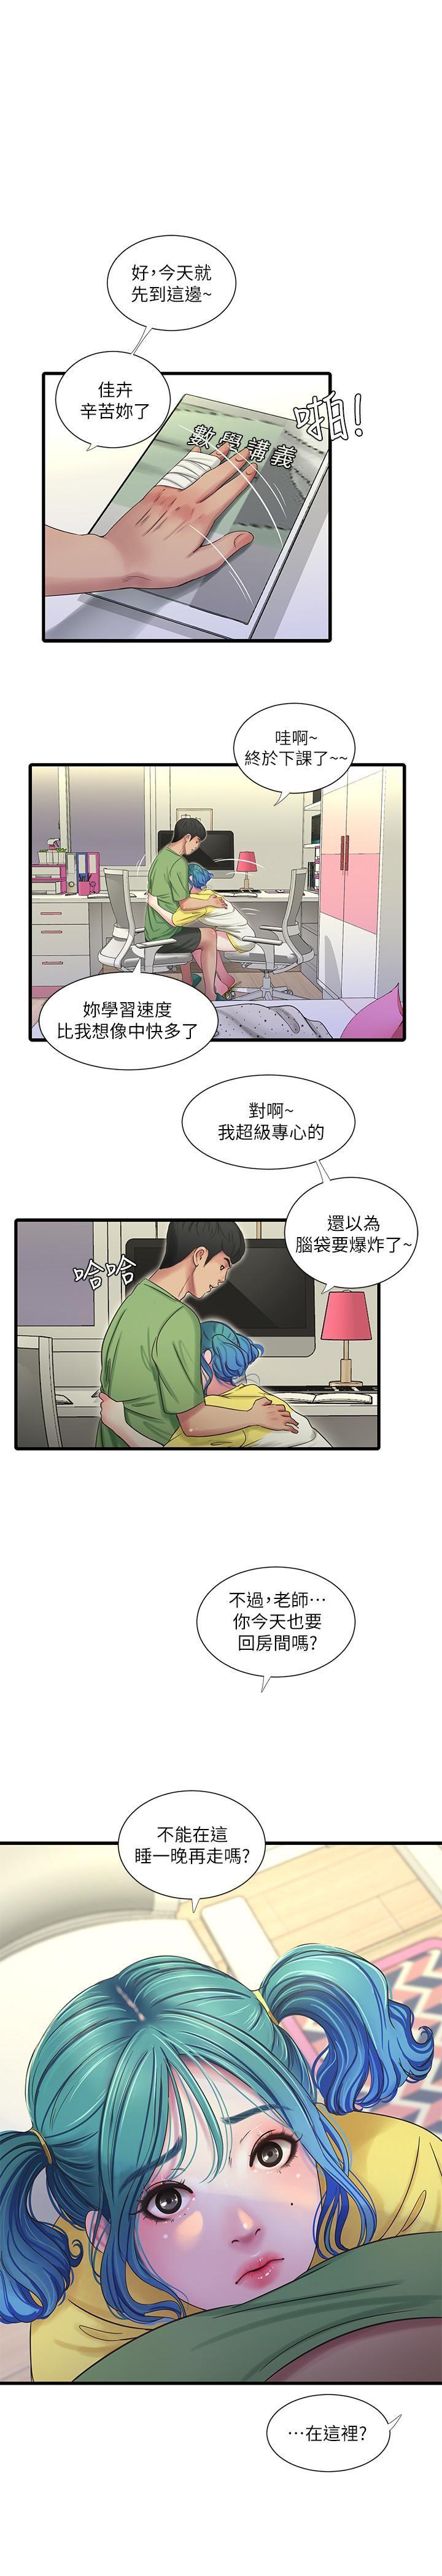 好，今天就
先到這邊~
佳卉
辛苦妳了
數學講義
啪!
哇啊~
終於下課了~~
妳學習速度
比我想像中快多了
對啊~
我超級專心的
還以為
腦袋要爆炸了~
哈哈
不過，老師…
你今天也要
回房間嗎?
不能在這
睡一晚再走嗎?
…在這裡?